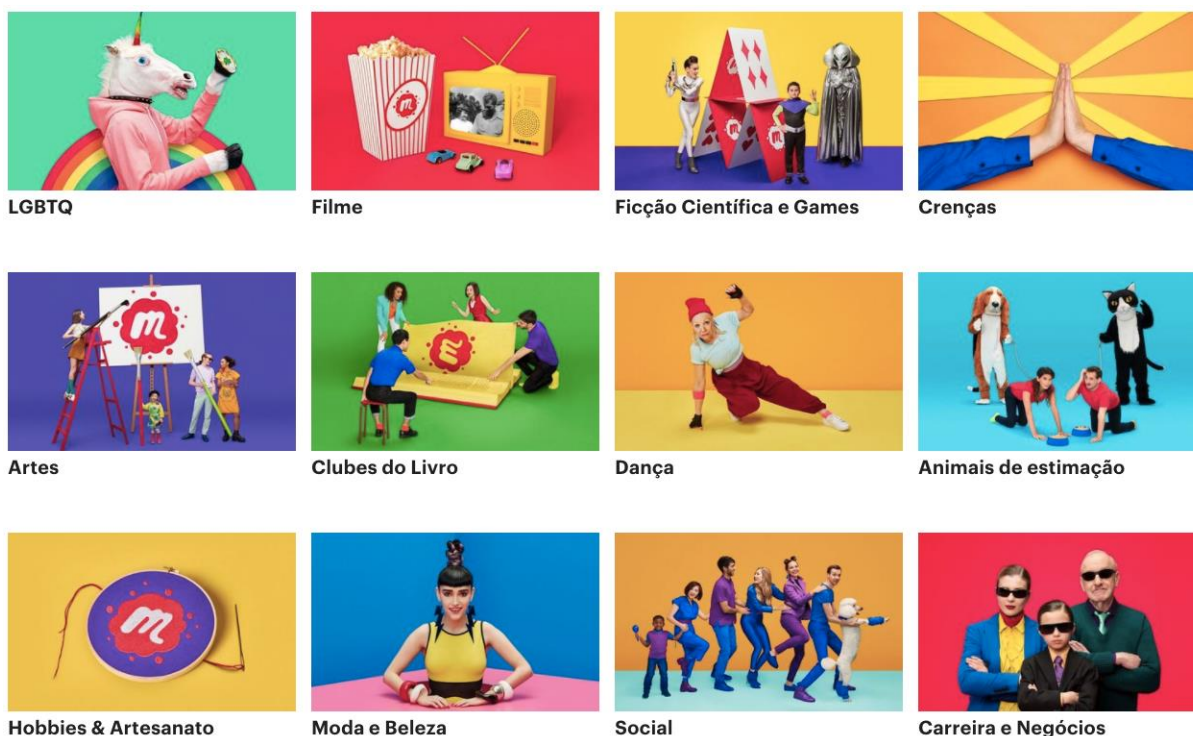 LGBTQ
Filme
Ficção Científica e Games
Crenças
Artes
Clubes do Livro
Dança
Animais de estimação
Hobbies & Artesanato
Moda e Beleza
Social
Carreira e Negócios